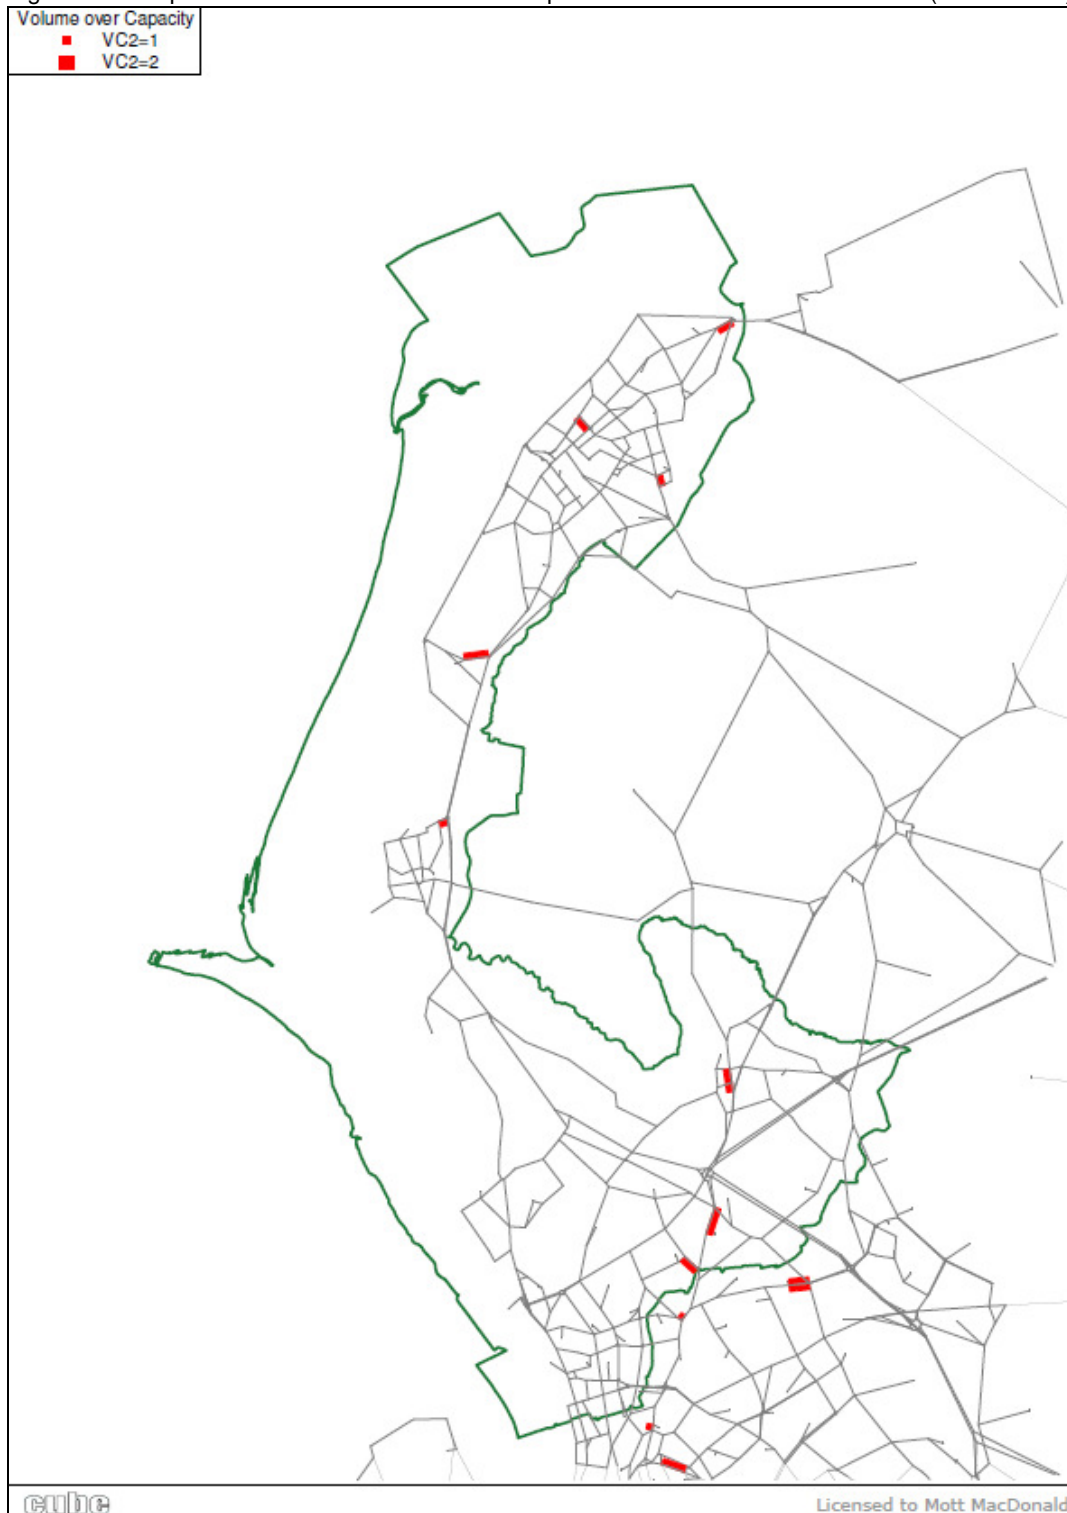 Volume over Capacity
VC2=1
VC2=2
cube
Licensed to Mott MacDonald